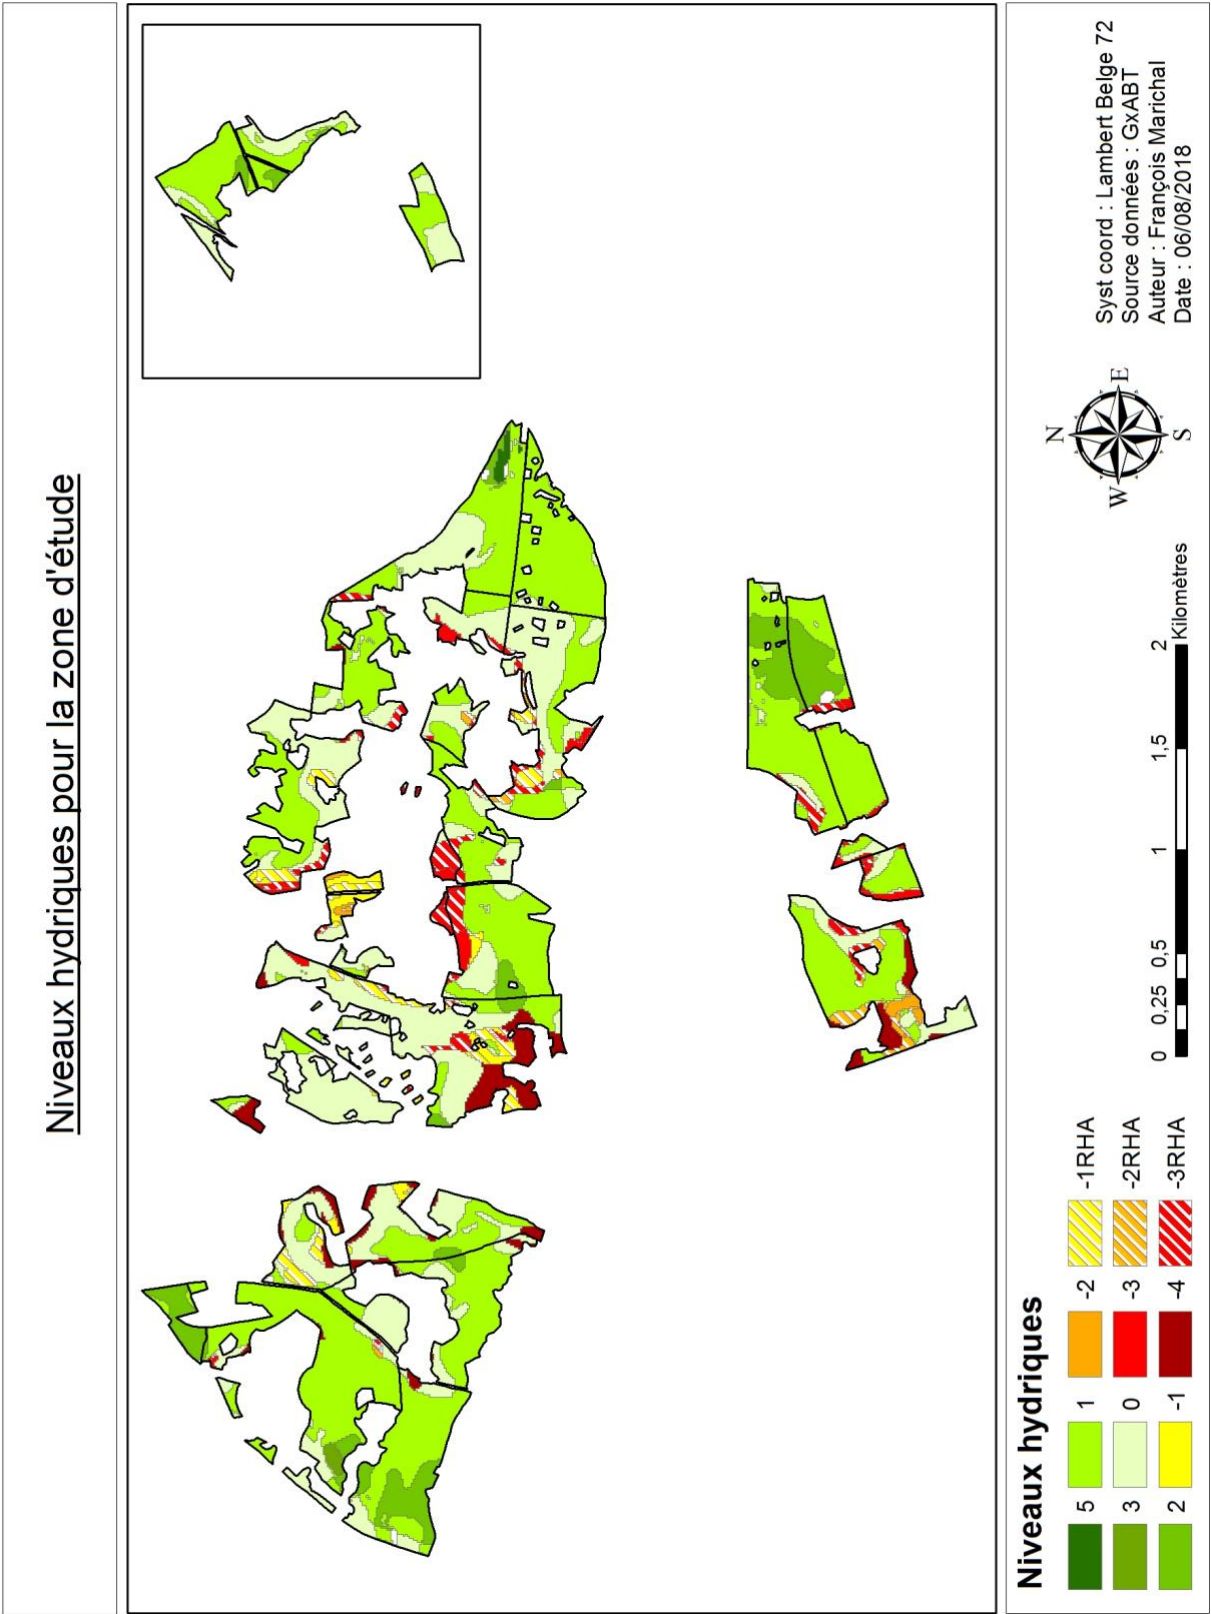 Niveaux hydriques pour la zone d'étude
Niveaux hydriques
5 1 -2 -1RHA
3 0 -3 -2RHA
2 -1 -4 -3RHA
0 0,25 0,5 1 1,5 2
Kilomètres
N
W E
S
Syst coord : Lambert Belge 72
Source données : GxABT
Auteur : François Marichal
Date : 06/08/2018